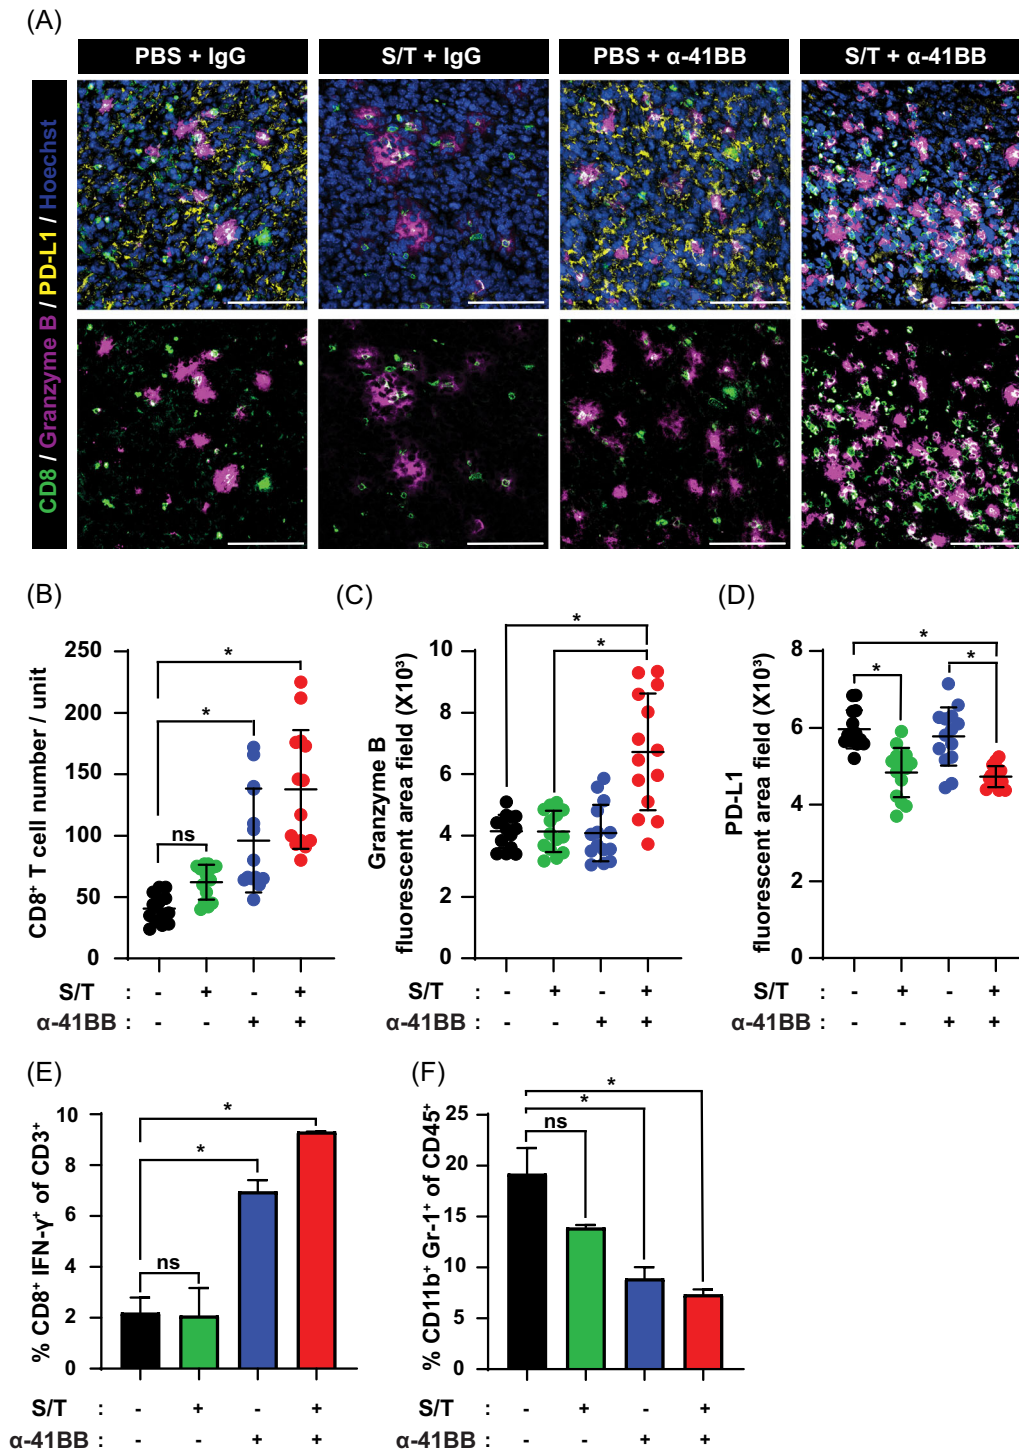 (A)
PBS + IgG
S/T + IgG
PBS + α-41BB
S/T + α-41BB
CD8 / Granzyme B / PD-L1 / Hoechst
CD8 / Granzyme B
(B)
CD8⁺ T cell number / unit
250
200
150
100
50
0
*
*
ns
S/T : - + - +
α-41BB : - - + +
(C)
Granzyme B
fluorescent area field (X10³)
10
8
6
4
2
0
*
*
S/T : - + - +
α-41BB : - - + +
(D)
PD-L1
fluorescent area field (X10³)
8
6
4
2
0
*
*
*
S/T : - + - +
α-41BB : - - + +
(E)
% CD8⁺ IFN-γ⁺ of CD3⁺
10
8
6
4
2
0
*
*
ns
S/T : - + - +
α-41BB : - - + +
(F)
% CD11b⁺ Gr-1⁺ of CD45⁺
25
20
15
10
5
0
*
*
ns
S/T : - + - +
α-41BB : - - + +